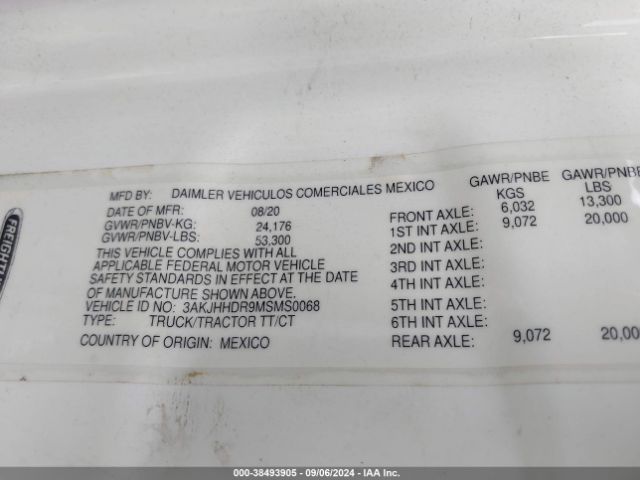 MFD BY: DAIMLER VEHICULOS COMERCIALES MEXICO
DATE OF MFR: 08/20
GVWR/PNBV-KG: 24,176
GVWR/PNBV-LBS: 53,300
THIS VEHICLE COMPLIES WITH ALL
APPLICABLE FEDERAL MOTOR VEHICLE
SAFETY STANDARDS IN EFFECT AT THE DATE
OF MANUFACTURE SHOWN ABOVE.
VEHICLE ID NO: 3AKJHHDR9MSMS0068
TYPE: TRUCK/TRACTOR TT/CT
COUNTRY OF ORIGIN: MEXICO
GAWR/PNBE GAWR/PNBE
KGS LBS
FRONT AXLE: 6,032 13,300
1ST INT AXLE: 9,072 20,000
2ND INT AXLE:
3RD INT AXLE:
4TH INT AXLE:
5TH INT AXLE:
6TH INT AXLE:
REAR AXLE: 9,072 20,000
000-38493905 - 09/06/2024 - IAAI.COM